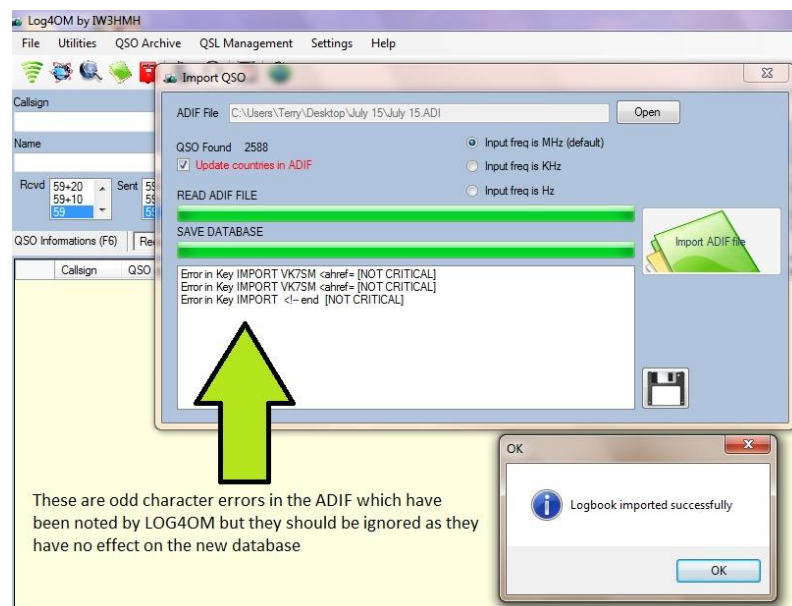 Log4OM by IW3HMH
File Utilities QSO Archive QSL Management Settings Help
Import QSO
Callsign
ADIF File C:\Users\Terry\Desktop\July 15\July 15.ADI Open
Name
QSO Found 2588
Input freq is MHz (default)
Update countries in ADIF
Input freq is KHz
Rcvd 59+20 Sent 59
59+10 59
59 59
READ ADIF FILE
Input freq is Hz
SAVE DATABASE
QSO Informations (F6) Re
Import ADIF file
Callsign QSO
Error in Key IMPORT VK7SM <ahref= [NOT CRITICAL]
Error in Key IMPORT VK7SM <ahref= [NOT CRITICAL]
Error in Key IMPORT <!-- end [NOT CRITICAL]
OK
Logbook imported successfully
OK
These are odd character errors in the ADIF which have
been noted by LOG4OM but they should be ignored as they
have no effect on the new database